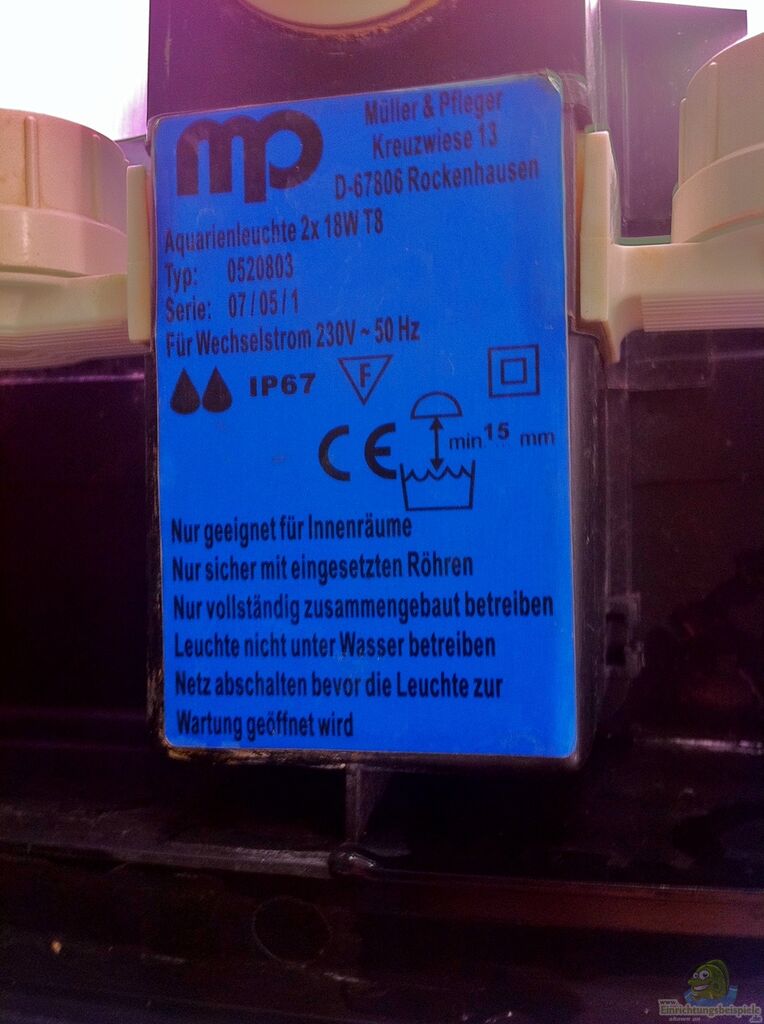 mp
Müller & Pfleger
Kreuzwiese 13
D-67806 Rockenhausen
Aquarienleuchte 2x 18W T8
Typ: 0520803
Serie: 07/05/1
Für Wechselstrom 230V ~ 50 Hz
IP67 F
CE min. 15 mm
Nur geeignet für Innenräume
Nur sicher mit eingesetzten Röhren
Nur vollständig zusammengebaut betreiben
Leuchte nicht unter Wasser betreiben
Netz abschalten bevor die Leuchte zur
Wartung geöffnet wird
www.
Einrichtungsbeispiele